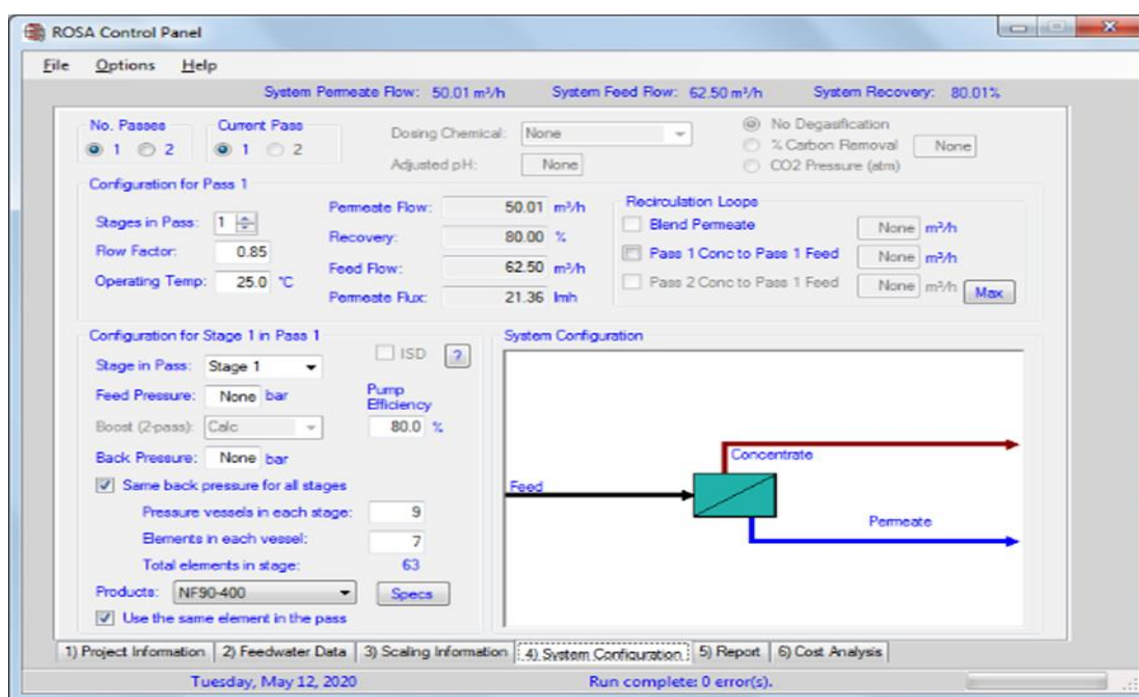 ROSA Control Panel
File Options Help
System Permeate Flow: 50.01 m³/h System Feed Flow: 62.50 m³/h System Recovery: 80.01%
No. Passes
1 2
Current Pass
1 2
Dosing Chemical: None
Adjusted pH: None
No Degasification
% Carbon Removal None
CO2 Pressure (atm)
Configuration for Pass 1
Stages in Pass: 1
Flow Factor: 0.85
Operating Temp: 25.0 °C
Permeate Flow: 50.01 m³/h
Recovery: 80.00 %
Feed Flow: 62.50 m³/h
Permeate Flux: 21.36 lmh
Recirculation Loops
Blend Permeate None m³/h
Pass 1 Conc to Pass 1 Feed None m³/h
Pass 2 Conc to Pass 1 Feed None m³/h Max
Configuration for Stage 1 in Pass 1
ISD ?
Stage in Pass: Stage 1
Feed Pressure: None bar
Pump
Efficiency
80.0 %
Boost (2-pass): Calc
Back Pressure: None bar
Same back pressure for all stages
Pressure vessels in each stage: 9
Elements in each vessel: 7
Total elements in stage: 63
Products: NF90-400 Specs
Use the same element in the pass
System Configuration
Concentrate
Feed
Permeate
1) Project Information 2) Feedwater Data 3) Scaling Information 4) System Configuration 5) Report 6) Cost Analysis
Tuesday, May 12, 2020 Run complete: 0 error(s).